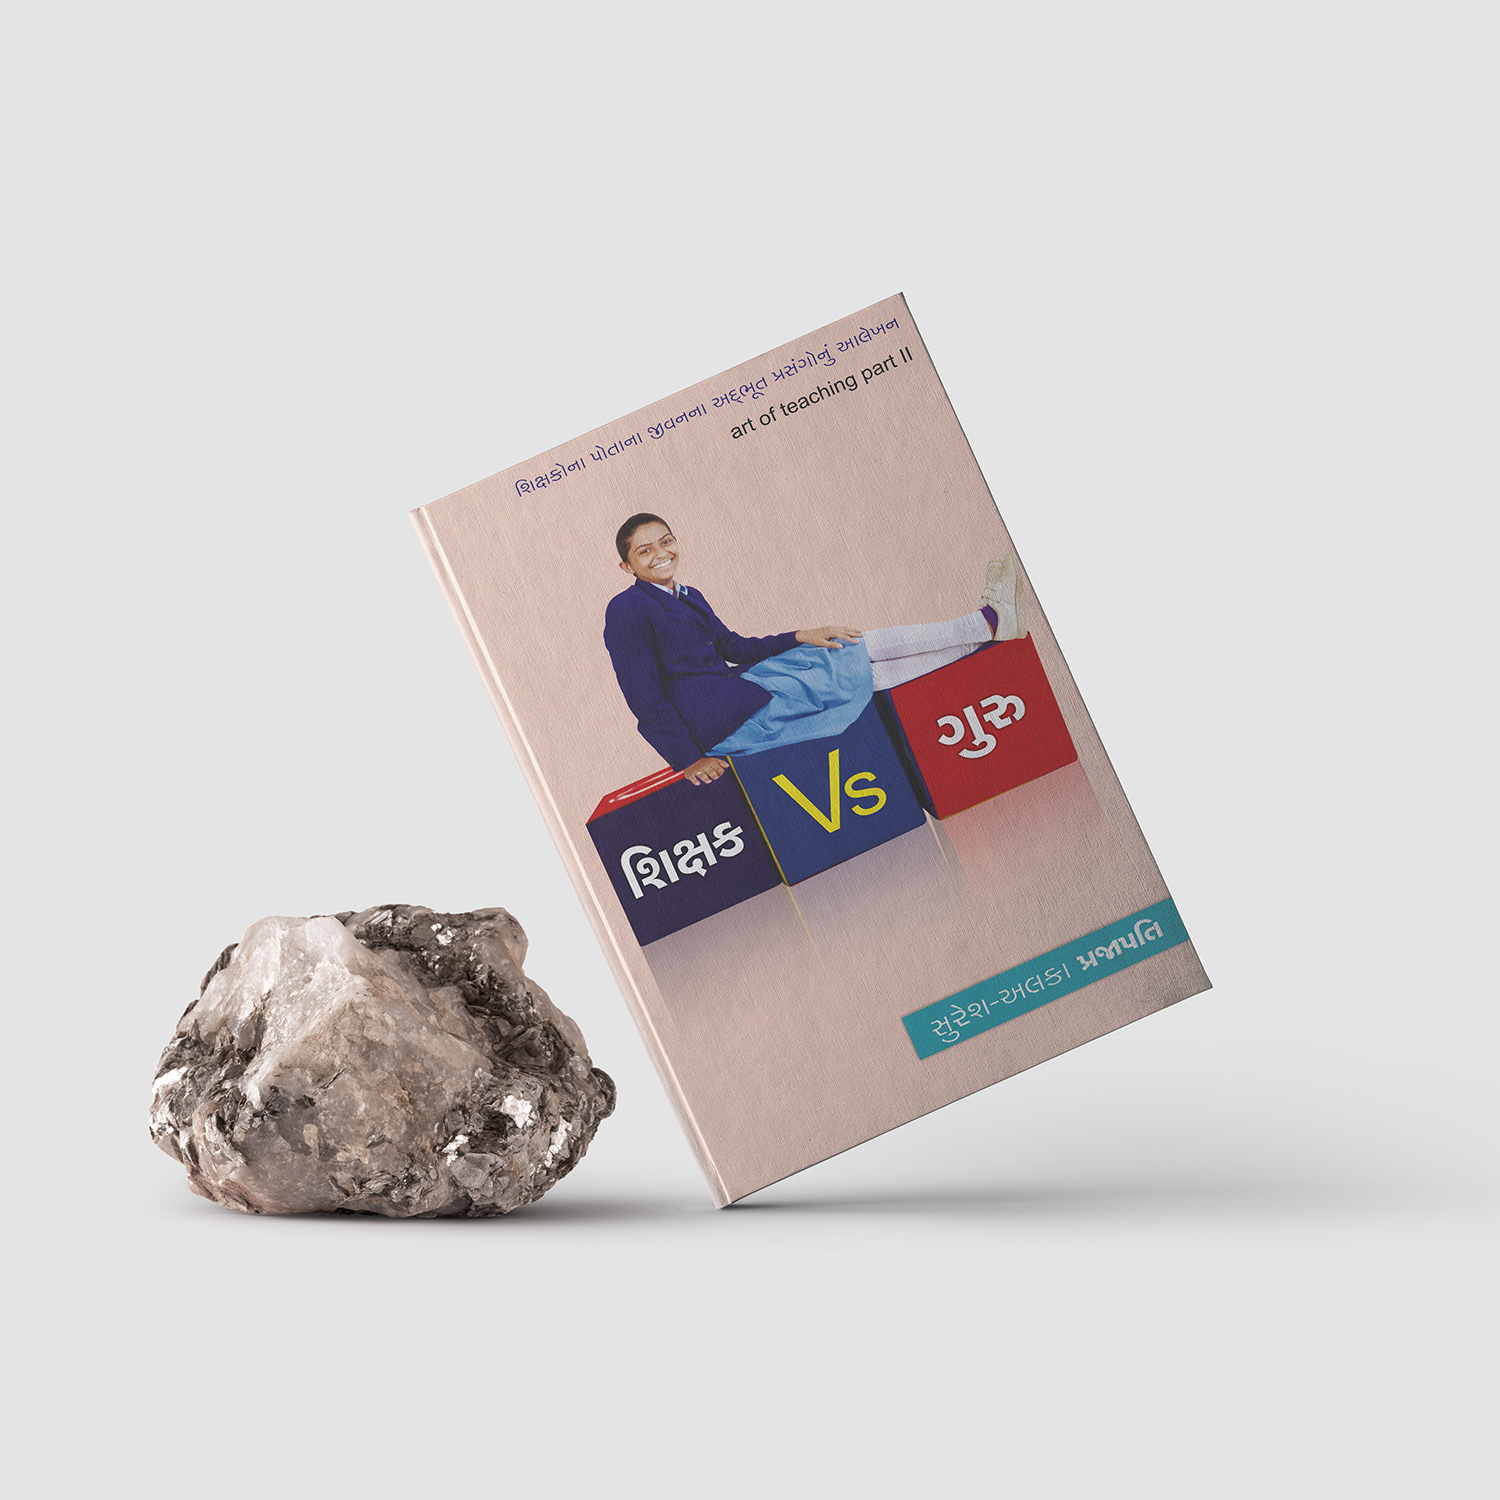 શિક્ષકોના પોતાના જીવનના અદ્ભૂત પ્રસંગોનું આલેખન
art of teaching part II
શિક્ષક Vs ગુરુ
સુરેશ-અલકા પ્રજાપતિ